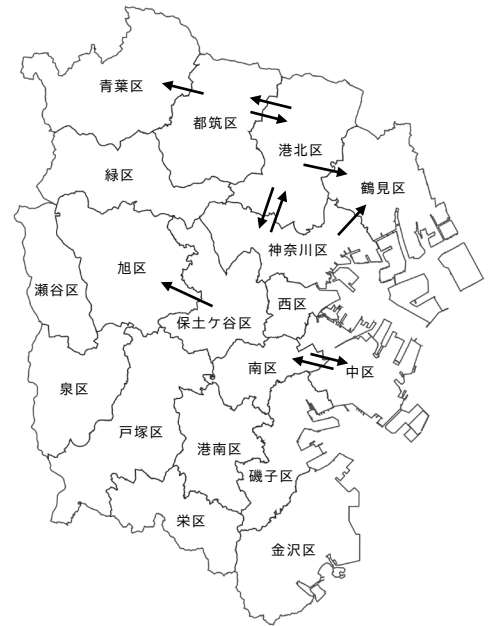 青葉区
都筑区
港北区
緑区
鶴見区
神奈川区
旭区
瀬谷区
西区
保土ケ谷区
南区
中区
泉区
戸塚区
港南区
磯子区
栄区
金沢区